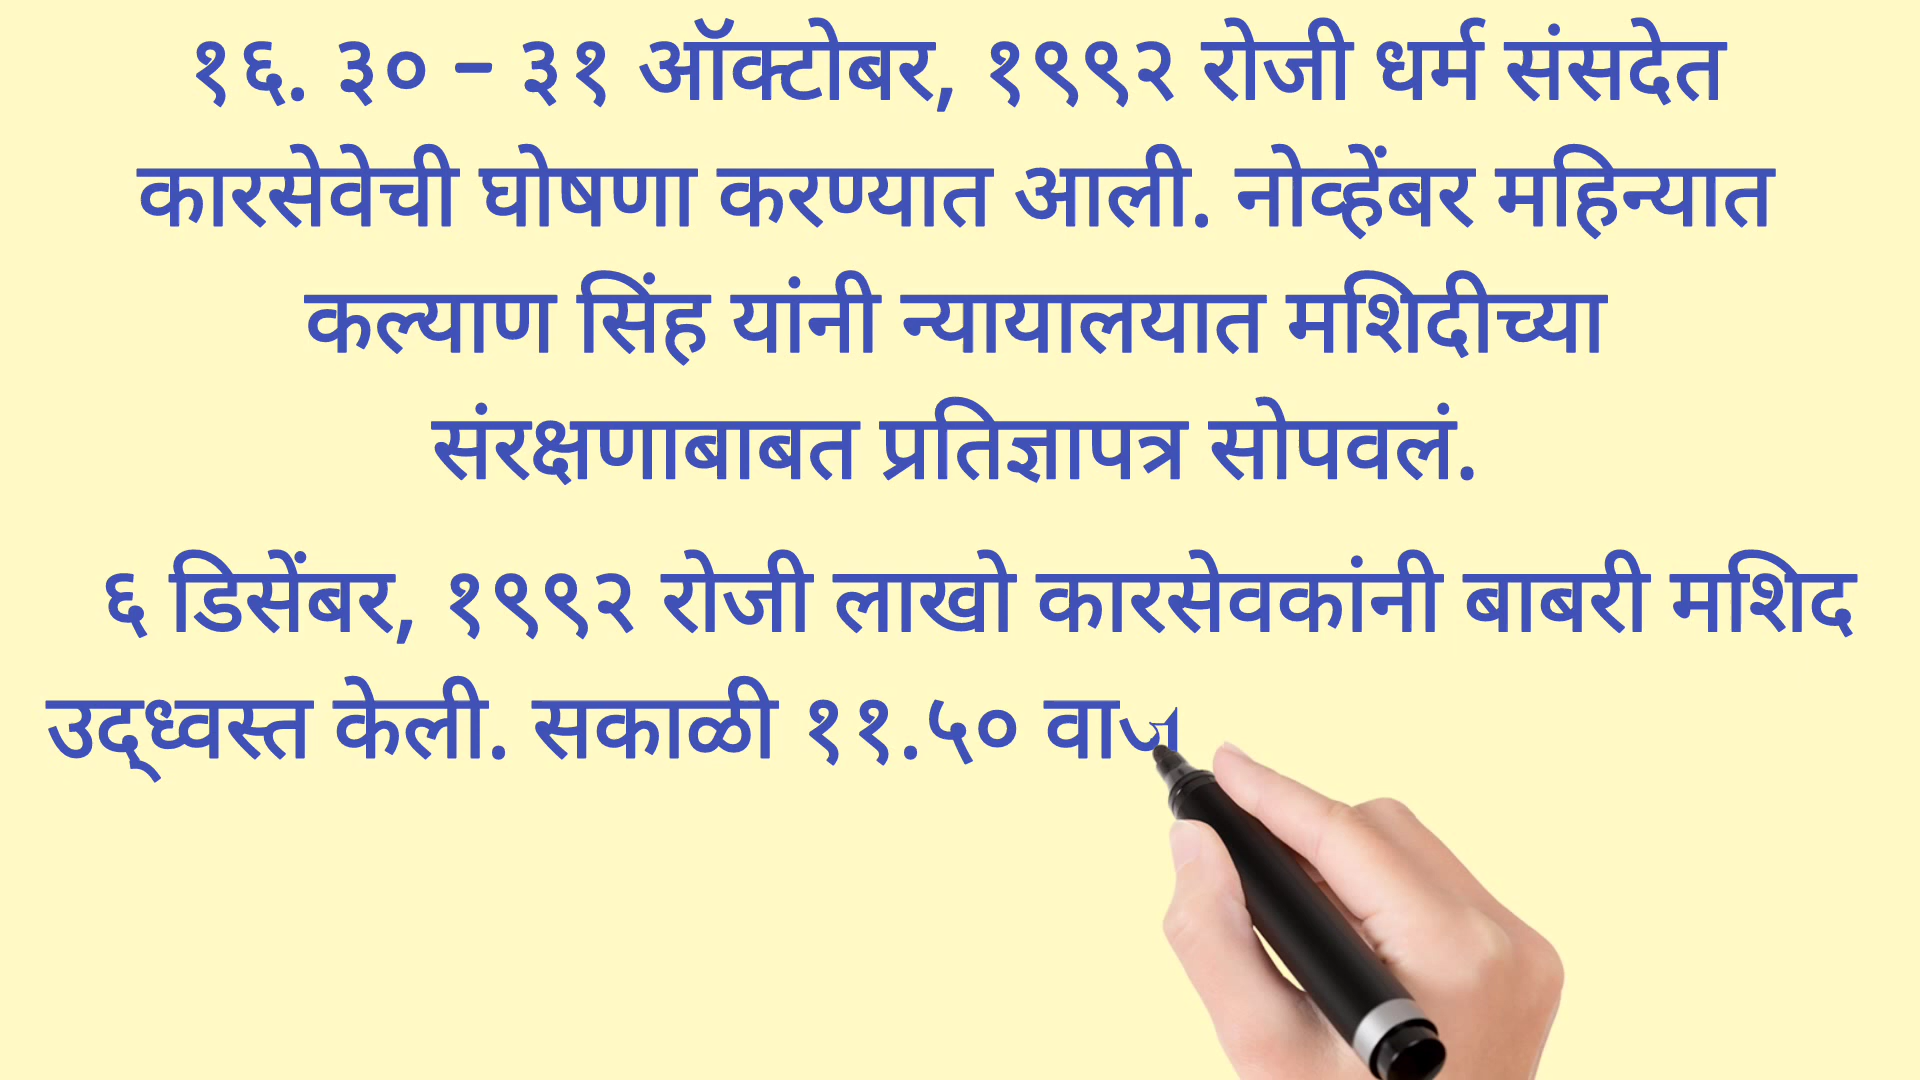 १६. ३० – ३१ ऑक्टोबर, १९९२ रोजी धर्म संसदेत
कारसेवेची घोषणा करण्यात आली. नोव्हेंबर महिन्यात
कल्याण सिंह यांनी न्यायालयात मशिदीच्या
संरक्षणाबाबत प्रतिज्ञापत्र सोपवलं.
६ डिसेंबर, १९९२ रोजी लाखो कारसेवकांनी बाबरी मशिद
उद्ध्वस्त केली. सकाळी ११.५०